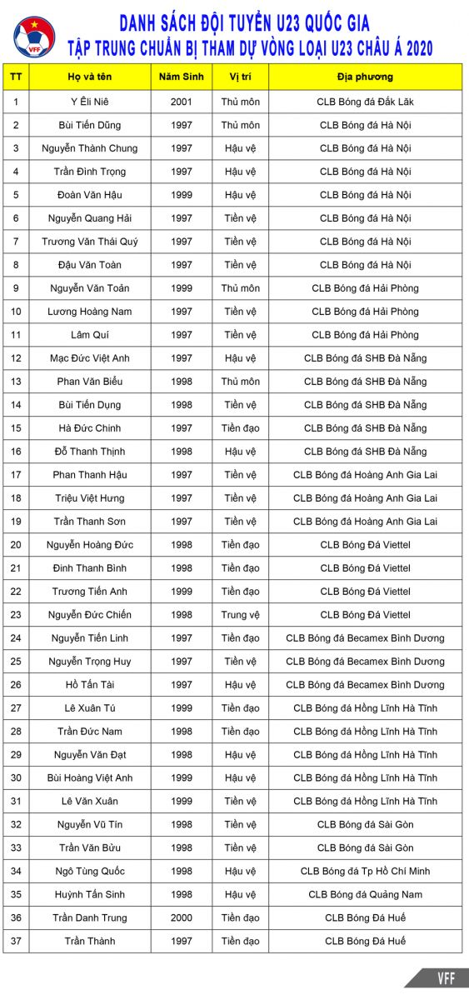 VFF
DANH SÁCH ĐỘI TUYỂN U23 QUỐC GIA
TẬP TRUNG CHUẨN BỊ THAM DỰ VÒNG LOẠI U23 CHÂU Á 2020
TT Họ và tên Năm Sinh Vị trí Địa phương
1 Y Êli Niê 2001 Thủ môn CLB Bóng đá Đắk Lăk
2 Bùi Tiến Dũng 1997 Thủ môn CLB Bóng đá Hà Nội
3 Nguyễn Thành Chung 1997 Hậu vệ CLB Bóng đá Hà Nội
4 Trần Đình Trọng 1997 Hậu vệ CLB Bóng đá Hà Nội
5 Đoàn Văn Hậu 1999 Hậu vệ CLB Bóng đá Hà Nội
6 Nguyễn Quang Hải 1997 Tiền vệ CLB Bóng đá Hà Nội
7 Trương Văn Thái Quý 1997 Tiền vệ CLB Bóng đá Hà Nội
8 Đậu Văn Toàn 1997 Tiền vệ CLB Bóng đá Hà Nội
9 Nguyễn Văn Toản 1999 Thủ môn CLB Bóng đá Hải Phòng
10 Lương Hoàng Nam 1997 Tiền vệ CLB Bóng đá Hải Phòng
11 Lâm Quí 1997 Tiền vệ CLB Bóng đá Hải Phòng
12 Mạc Đức Việt Anh 1997 Hậu vệ CLB Bóng đá SHB Đà Nẵng
13 Phan Văn Biểu 1998 Thủ môn CLB Bóng đá SHB Đà Nẵng
14 Bùi Tiến Dụng 1998 Tiền vệ CLB Bóng đá SHB Đà Nẵng
15 Hà Đức Chinh 1997 Tiền đạo CLB Bóng đá SHB Đà Nẵng
16 Đỗ Thanh Thịnh 1998 Hậu vệ CLB Bóng đá SHB Đà Nẵng
17 Phan Thanh Hậu 1997 Tiền vệ CLB Bóng đá Hoàng Anh Gia Lai
18 Triệu Việt Hưng 1997 Tiền vệ CLB Bóng đá Hoàng Anh Gia Lai
19 Trần Thanh Sơn 1997 Tiền vệ CLB Bóng đá Hoàng Anh Gia Lai
20 Nguyễn Hoàng Đức 1998 Tiền đạo CLB Bóng Đá Viettel
21 Đinh Thanh Bình 1998 Tiền đạo CLB Bóng Đá Viettel
22 Trương Tiến Anh 1999 Tiền đạo CLB Bóng Đá Viettel
23 Nguyễn Đức Chiến 1998 Trung vệ CLB Bóng Đá Viettel
24 Nguyễn Tiến Linh 1997 Tiền đạo CLB Bóng đá Becamex Bình Dương
25 Nguyễn Trọng Huy 1997 Tiền vệ CLB Bóng đá Becamex Bình Dương
26 Hồ Tấn Tài 1997 Hậu vệ CLB Bóng đá Becamex Bình Dương
27 Lê Xuân Tú 1999 Tiền đạo CLB Bóng đá Hồng Lĩnh Hà Tĩnh
28 Trần Đức Nam 1998 Tiền đạo CLB Bóng đá Hồng Lĩnh Hà Tĩnh
29 Nguyễn Văn Đạt 1998 Hậu vệ CLB Bóng đá Hồng Lĩnh Hà Tĩnh
30 Bùi Hoàng Việt Anh 1999 Hậu vệ CLB Bóng đá Hồng Lĩnh Hà Tĩnh
31 Lê Văn Xuân 1999 Tiền vệ CLB Bóng đá Hồng Lĩnh Hà Tĩnh
32 Nguyễn Vũ Tín 1998 Tiền vệ CLB Bóng đá Sài Gòn
33 Trần Văn Bửu 1998 Tiền vệ CLB Bóng đá Sài Gòn
34 Ngô Tùng Quốc 1998 Hậu vệ CLB Bóng đá Tp Hồ Chí Minh
35 Huỳnh Tấn Sinh 1998 Hậu vệ CLB Bóng đá Quảng Nam
36 Trần Danh Trung 2000 Tiền đạo CLB Bóng Đá Huế
37 Trần Thành 1997 Tiền đạo CLB Bóng Đá Huế
VFF